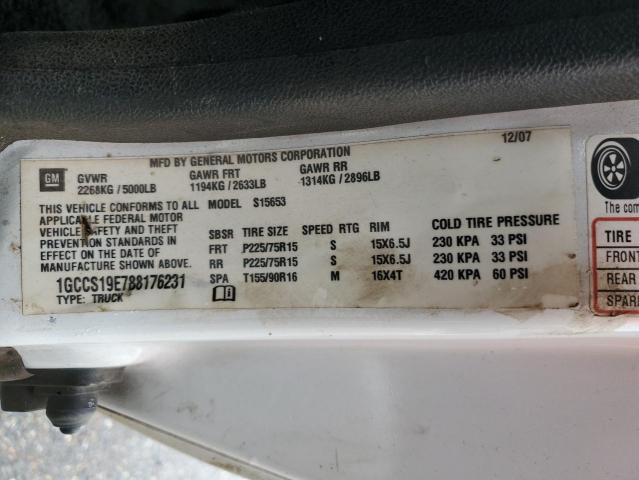 12/07
MFD BY GENERAL MOTORS CORPORATION
GM
GVWR GAWR FRT GAWR RR
2268KG / 5000LB 1194KG / 2633LB 1314KG / 2896LB
THIS VEHICLE CONFORMS TO ALL MODEL S15653
APPLICABLE FEDERAL MOTOR
VEHICLE SAFETY AND THEFT
PREVENTION STANDARDS IN
EFFECT ON THE DATE OF
MANUFACTURE SHOWN ABOVE.
1GCCS19E788176231
TYPE: TRUCK
SBSR TIRE SIZE SPEED RTG RIM COLD TIRE PRESSURE
FRT P225/75R15 S 15X6.5J 230 KPA 33 PSI
RR P225/75R15 S 15X6.5J 230 KPA 33 PSI
SPA T155/90R16 M 16X4T 420 KPA 60 PSI
The com
TIRE
FRONT
REAR
SPARE